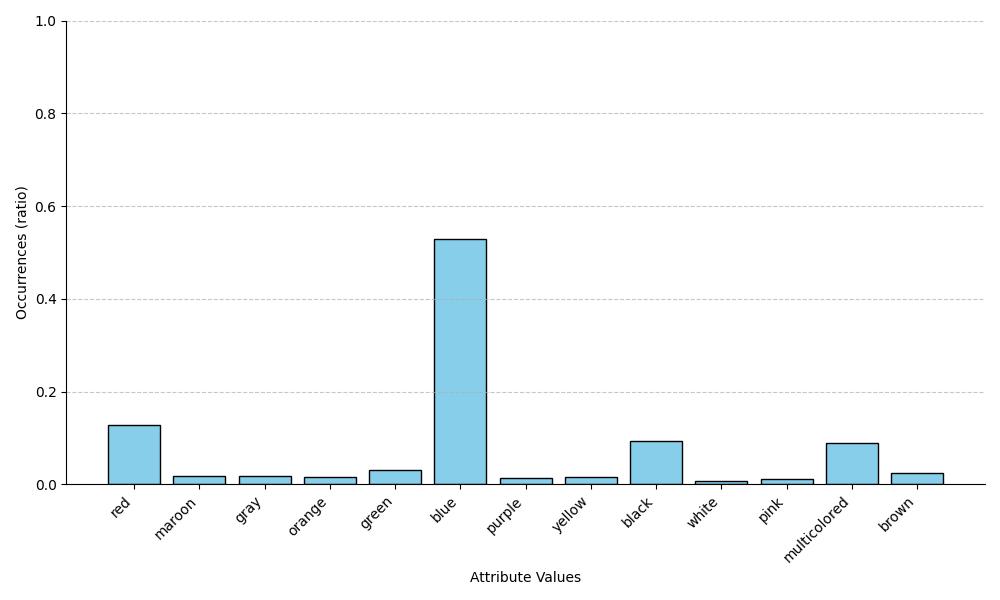 1.0
0.8
0.6
0.4
0.2
0.0
Occurrences (ratio)
red
maroon
gray
orange
green
blue
purple
yellow
black
white
pink
multicolored
brown
Attribute Values